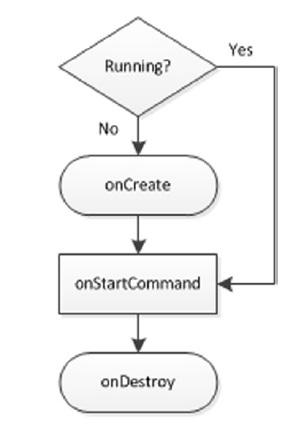 Running?
Yes
No
onCreate
onStartCommand
onDestroy